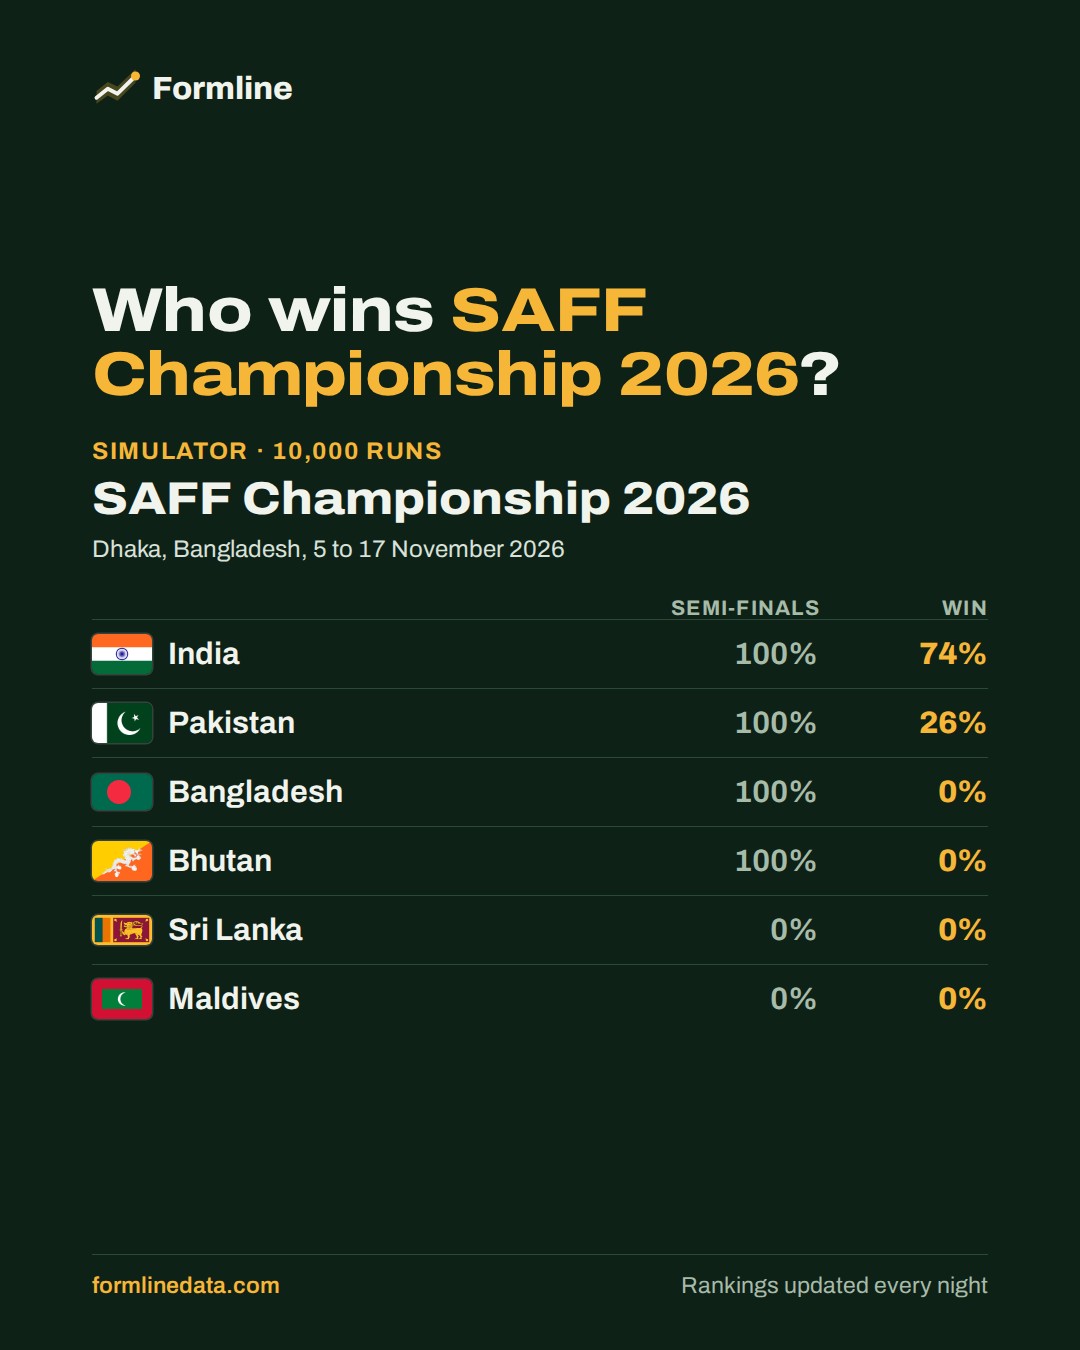 Formline
Who wins SAFF
Championship 2026?
SIMULATOR · 10,000 RUNS
SAFF Championship 2026
Dhaka, Bangladesh, 5 to 17 November 2026
SEMI-FINALS WIN
India 100% 74%
Pakistan 100% 26%
Bangladesh 100% 0%
Bhutan 100% 0%
Sri Lanka 0% 0%
Maldives 0% 0%
formlinedata.com Rankings updated every night